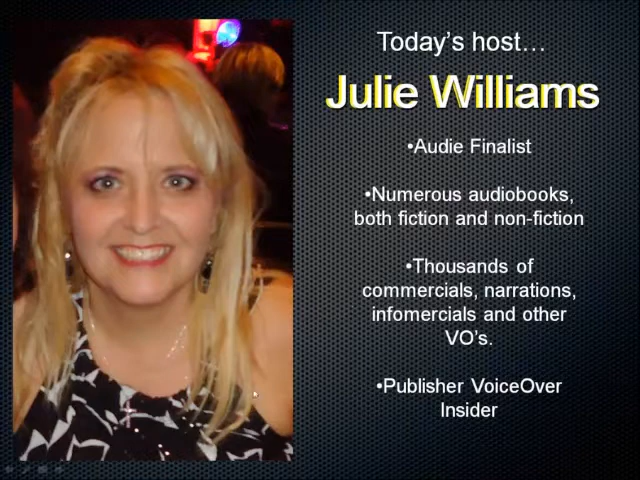 Today's host…
Julie Williams
•Audie Finalist
•Numerous audiobooks,
both fiction and non-fiction
•Thousands of
commercials, narrations,
infomercials and other
VO's.
•Publisher VoiceOver
Insider